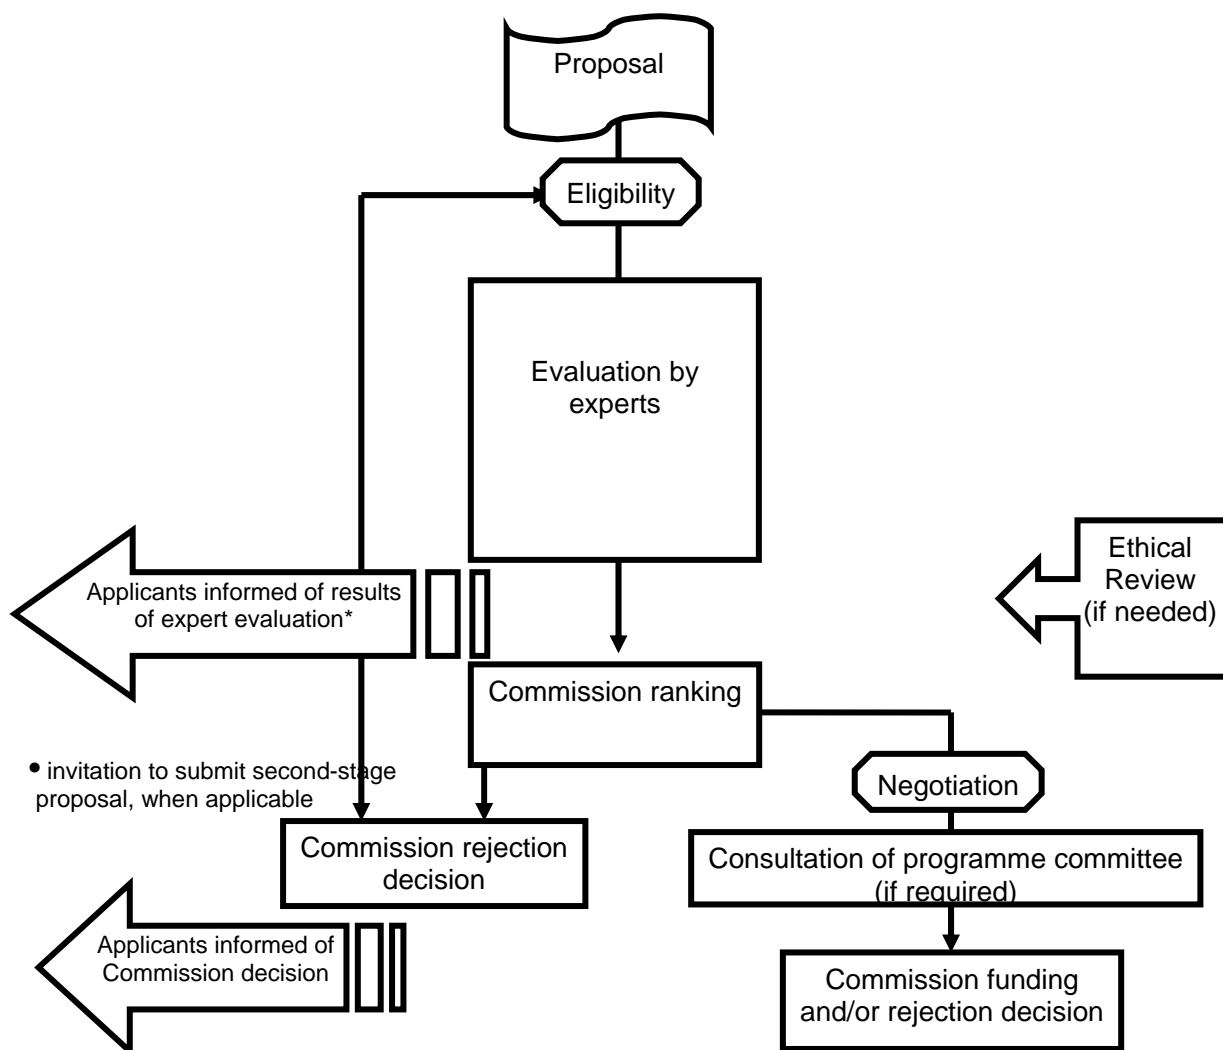 Proposal
Eligibility
Evaluation by
experts
Ethical
Review
(if needed)
Applicants informed of results
of expert evaluation*
Commission ranking
• invitation to submit second-stage
proposal, when applicable
Negotiation
Commission rejection
decision
Consultation of programme committee
(if required)
Applicants informed of
Commission decision
Commission funding
and/or rejection decision